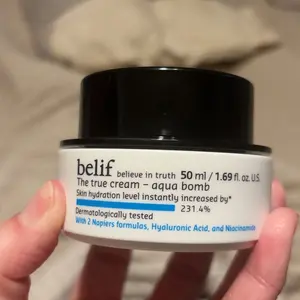 belif believe in truth 50 ml / 1.69 fl. oz. U.S.
The true cream – aqua bomb
Skin hydration level instantly increased by*
231.4%
Dermatologically tested
With 2 Napiers formulas, Hyaluronic Acid, and Niacinamide